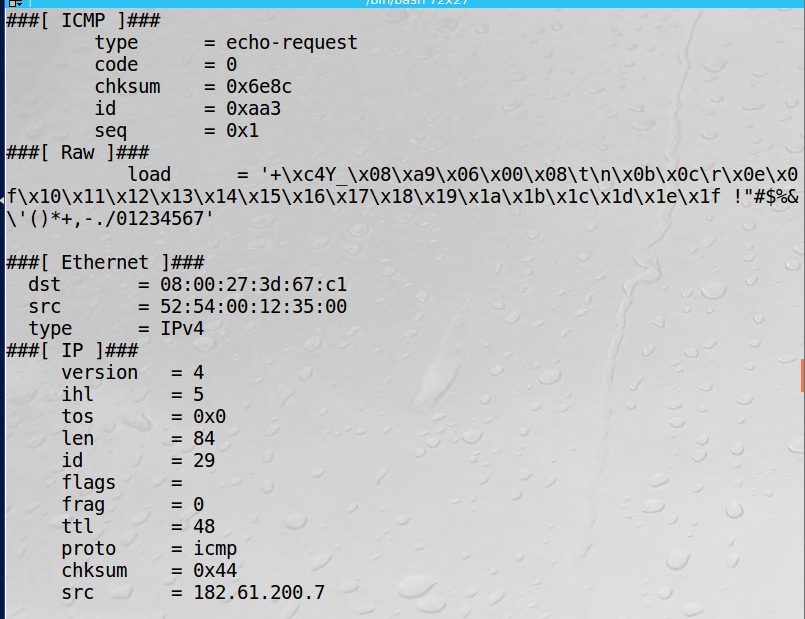 /bin/bash 72x27
###[ ICMP ]###
        type      = echo-request
        code      = 0
        chksum    = 0x6e8c
        id        = 0xaa3
        seq       = 0x1
###[ Raw ]###
           load      = '+\xc4Y_\x08\xa9\x06\x00\x08\t\n\x0b\x0c\r\x0e\x0
f\x10\x11\x12\x13\x14\x15\x16\x17\x18\x19\x1a\x1b\x1c\x1d\x1e\x1f !"#$%&
\'()*+,-./01234567'

###[ Ethernet ]###
  dst       = 08:00:27:3d:67:c1
  src       = 52:54:00:12:35:00
  type      = IPv4
###[ IP ]###
     version   = 4
     ihl       = 5
     tos       = 0x0
     len       = 84
     id        = 29
     flags     =
     frag      = 0
     ttl       = 48
     proto     = icmp
     chksum    = 0x44
     src       = 182.61.200.7